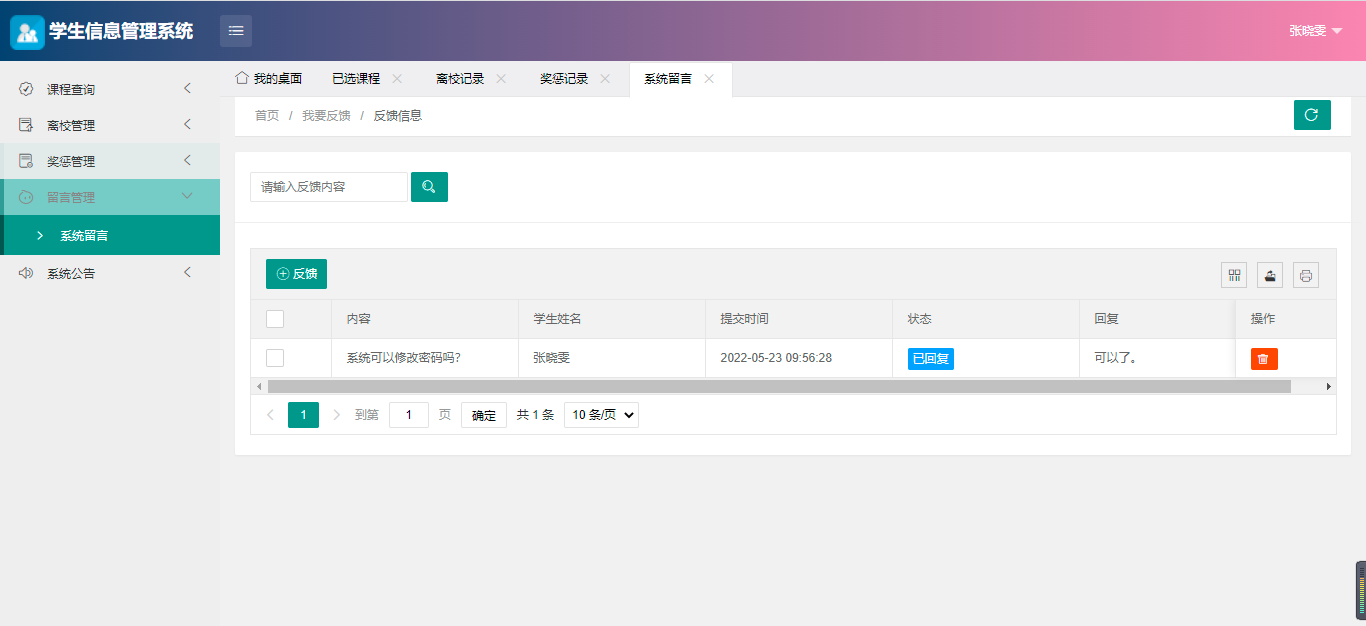 学生信息管理系统
张晓雯
课程查询
离校管理
奖惩管理
留言管理
系统留言
系统公告
我的桌面 已选课程 离校记录 奖惩记录 系统留言
首页 / 我要反馈 / 反馈信息
请输入反馈内容
反馈
内容 学生姓名 提交时间 状态 回复 操作
系统可以修改密码吗? 张晓雯 2022-05-23 09:56:28 已回复 可以了。
1 到第 1 页 确定 共 1 条 10 条/页